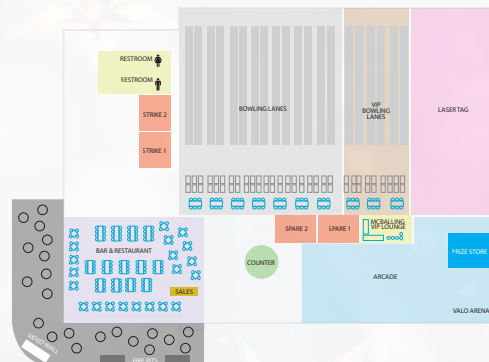 RESTROOM
RESTROOM
STRIKE 2
STRIKE 1
BOWLING LANES
VIP
BOWLING
LANES
LASER TAG
BAR & RESTAURANT
SALES
COUNTER
SPARE 2
SPARE 1
MCBALLING
VIP LOUNGE
PRIZE STORE
ARCADE
VALO ARENA
VIDEO WALL
FIRE PITS